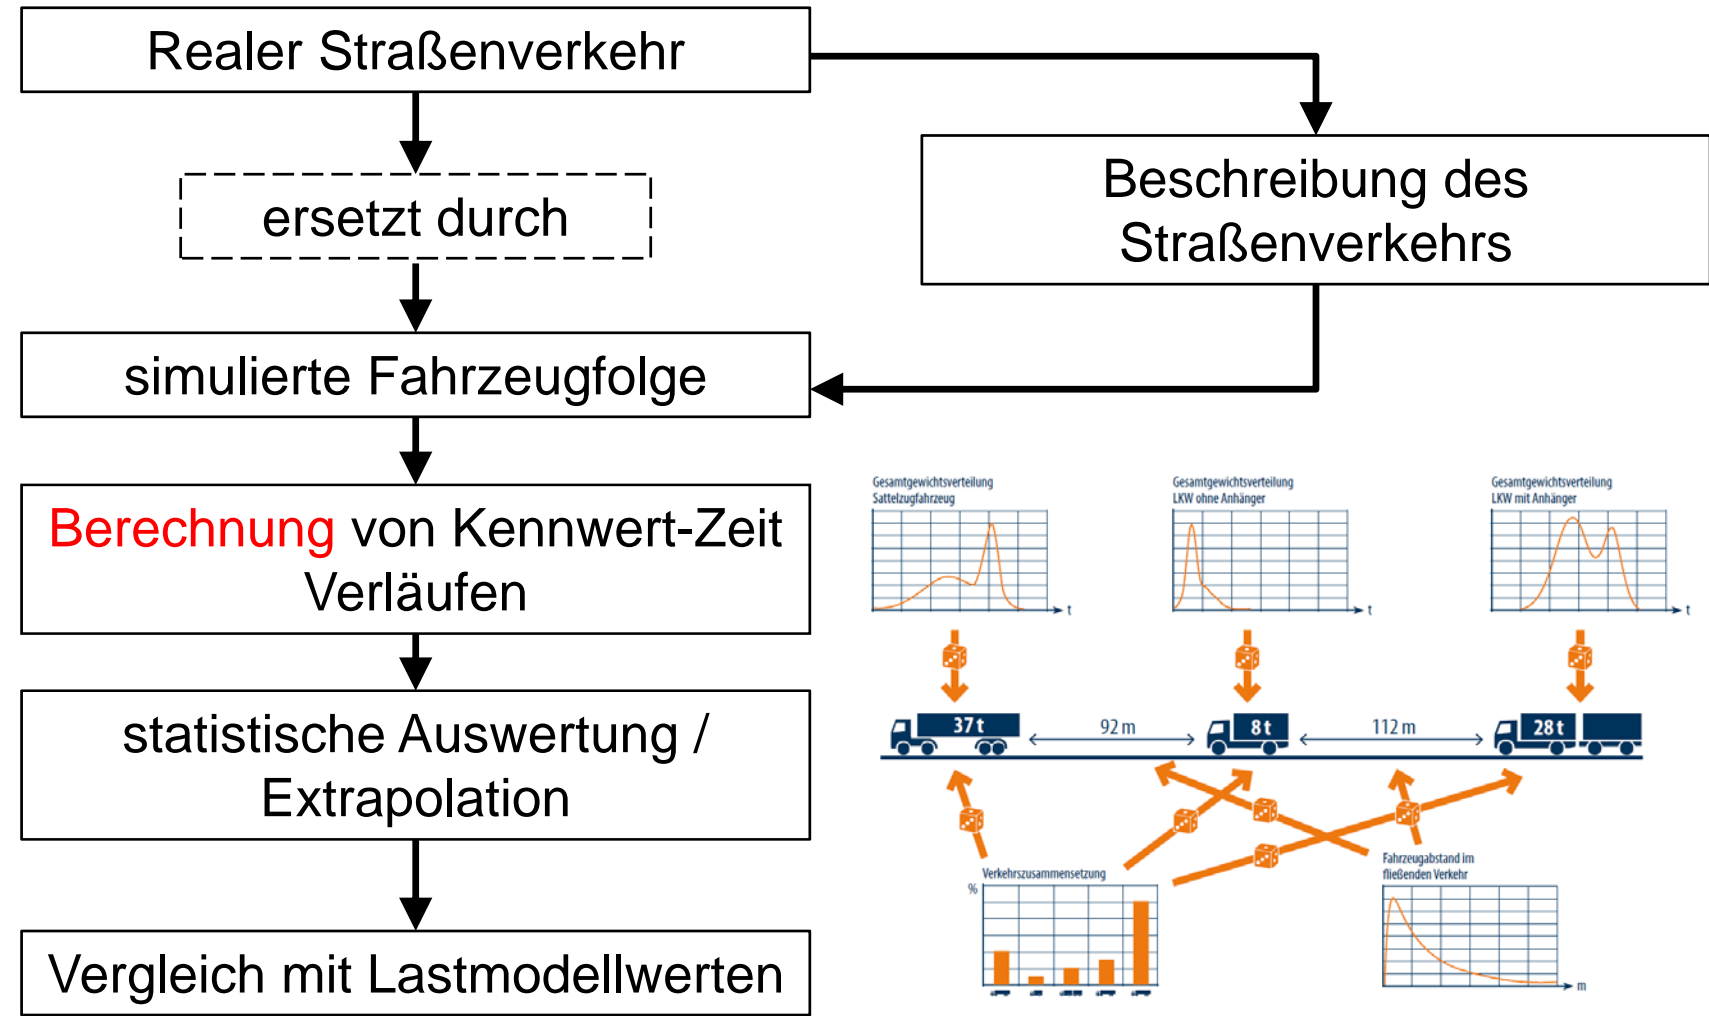 Realer Straßenverkehr
ersetzt durch
Beschreibung des
Straßenverkehrs
simulierte Fahrzeugfolge
Berechnung von Kennwert-Zeit
Verläufen
statistische Auswertung /
Extrapolation
Vergleich mit Lastmodellwerten
Gesamtgewichtsverteilung
Sattelzugfahrzeug
t
Gesamtgewichtsverteilung
LKW ohne Anhänger
t
Gesamtgewichtsverteilung
LKW mit Anhänger
t
37 t
92 m
8 t
112 m
28 t
Verkehrszusammensetzung
%
Fahrzeugabstand im
fließenden Verkehr
m